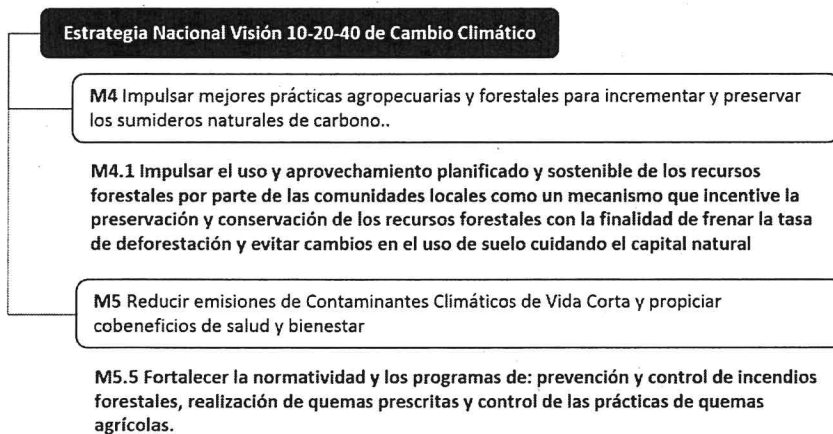 Estrategia Nacional Visión 10-20-40 de Cambio Climático
M4 Impulsar mejores prácticas agropecuarias y forestales para incrementar y preservar
los sumideros naturales de carbono..
M4.1 Impulsar el uso y aprovechamiento planificado y sostenible de los recursos
forestales por parte de las comunidades locales como un mecanismo que incentive la
preservación y conservación de los recursos forestales con la finalidad de frenar la tasa
de deforestación y evitar cambios en el uso de suelo cuidando el capital natural
M5 Reducir emisiones de Contaminantes Climáticos de Vida Corta y propiciar
cobeneficios de salud y bienestar
M5.5 Fortalecer la normatividad y los programas de: prevención y control de incendios
forestales, realización de quemas prescritas y control de las prácticas de quemas
agrícolas.